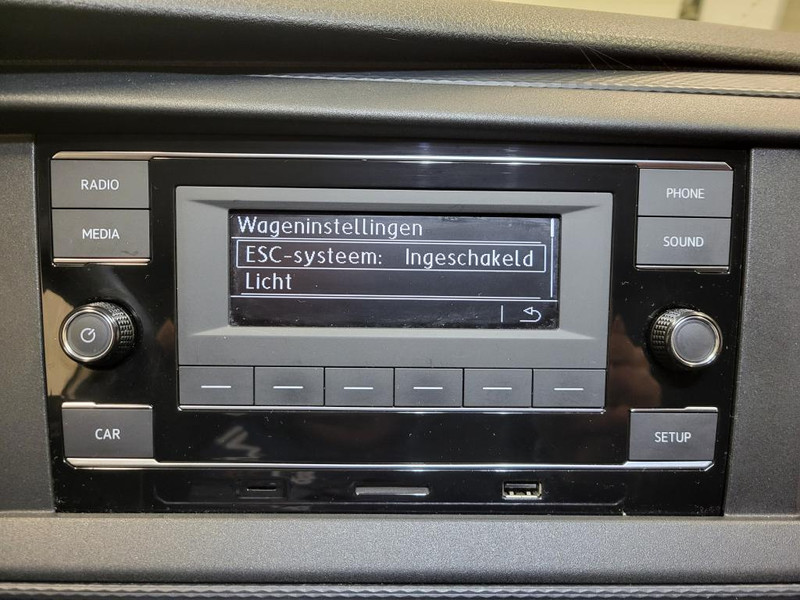 RADIO
MEDIA
CAR
Wageninstellingen
ESC-systeem: Ingeschakeld
Licht
PHONE
SOUND
SETUP